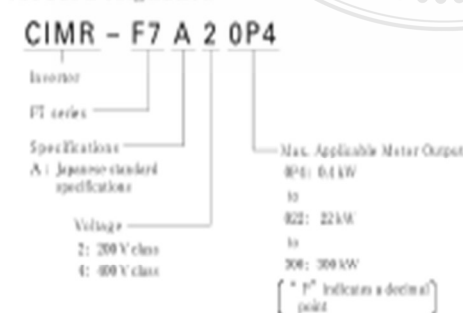 CIMR - F7 A 2 0P4
Inverter
F7 series
Specifications
A : Japanese standard
specifications
Voltage
2: 200 V class
4: 400 V class
Max. Applicable Motor Output
0P4: 0.4 kW
to
022: 22 kW
to
300: 300 kW
" P" Indicates a decimal
point